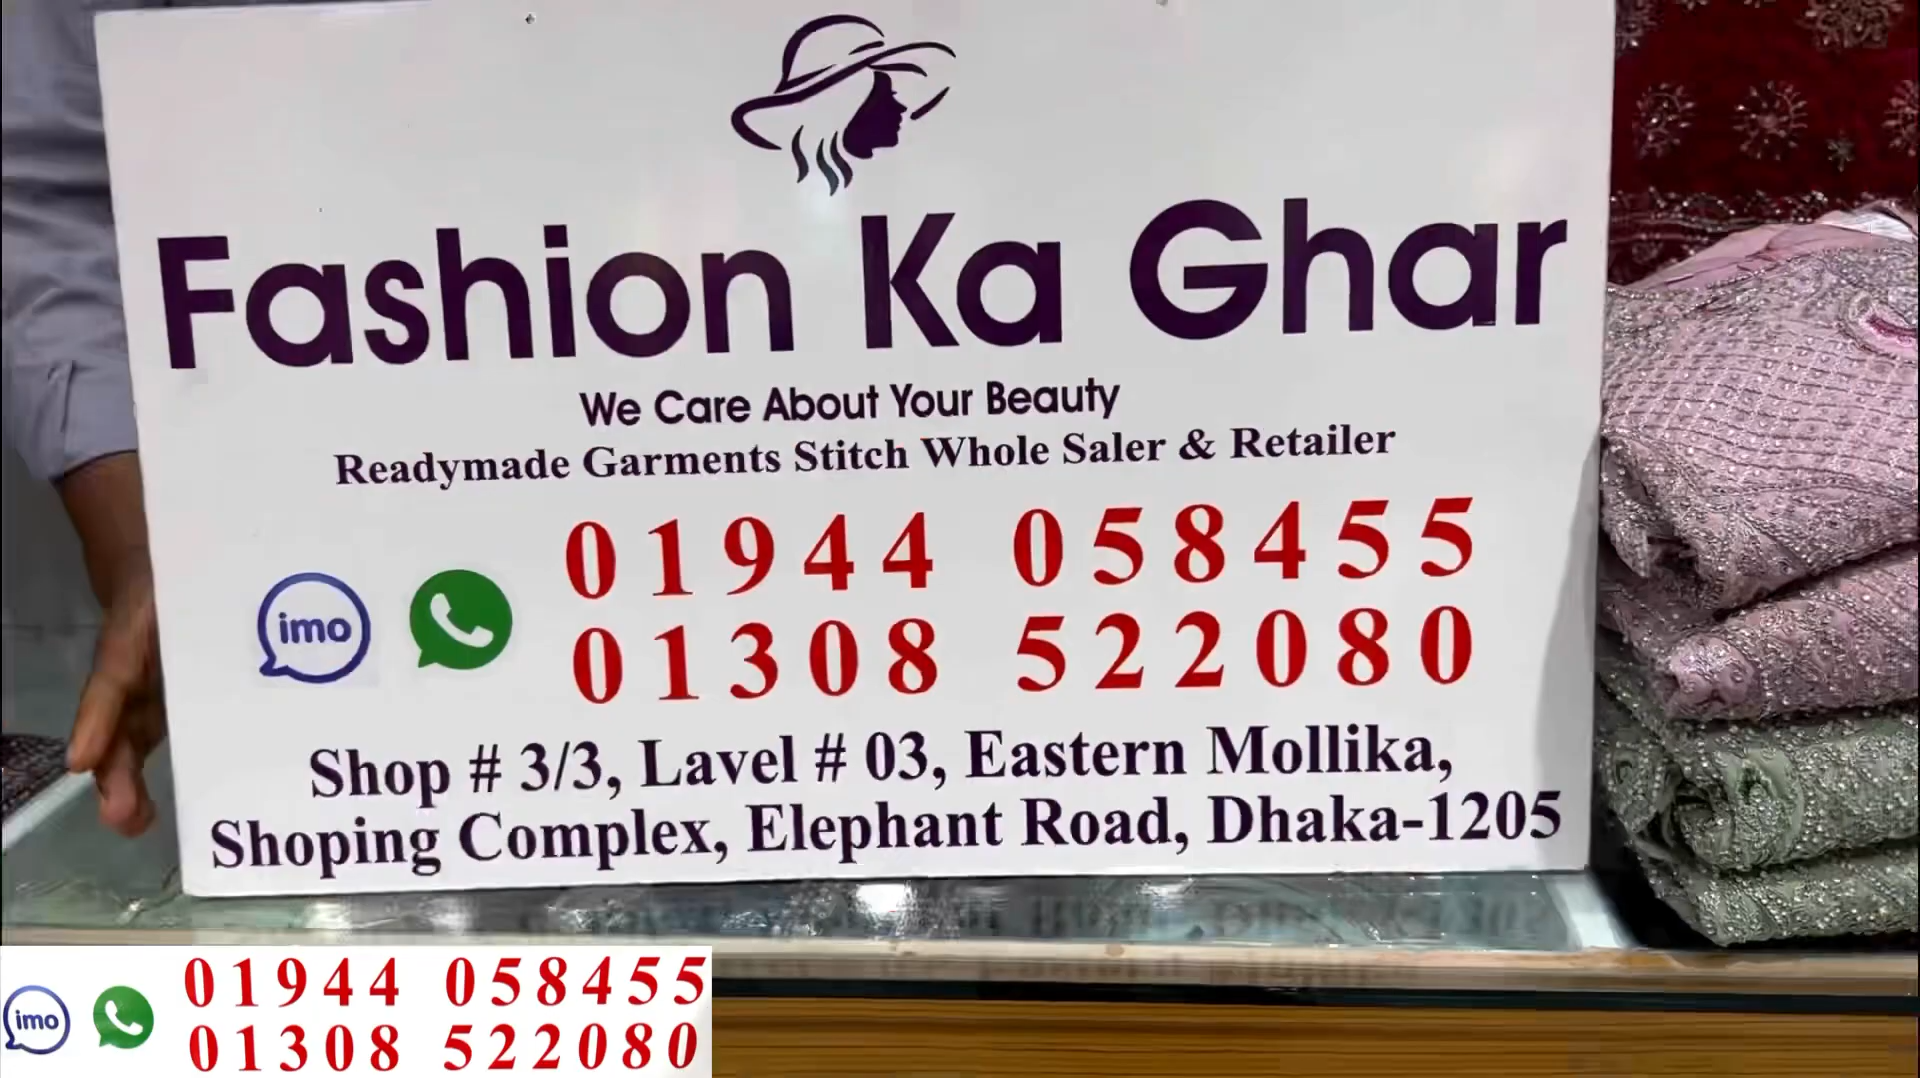 Fashion Ka Ghar
We Care About Your Beauty
Readymade Garments Stitch Whole Saler & Retailer
01944 058455
imo
01308 522080
Shop # 3/3, Lavel # 03, Eastern Mollika,
Shoping Complex, Elephant Road, Dhaka-1205
01944 058455
imo
01308 522080